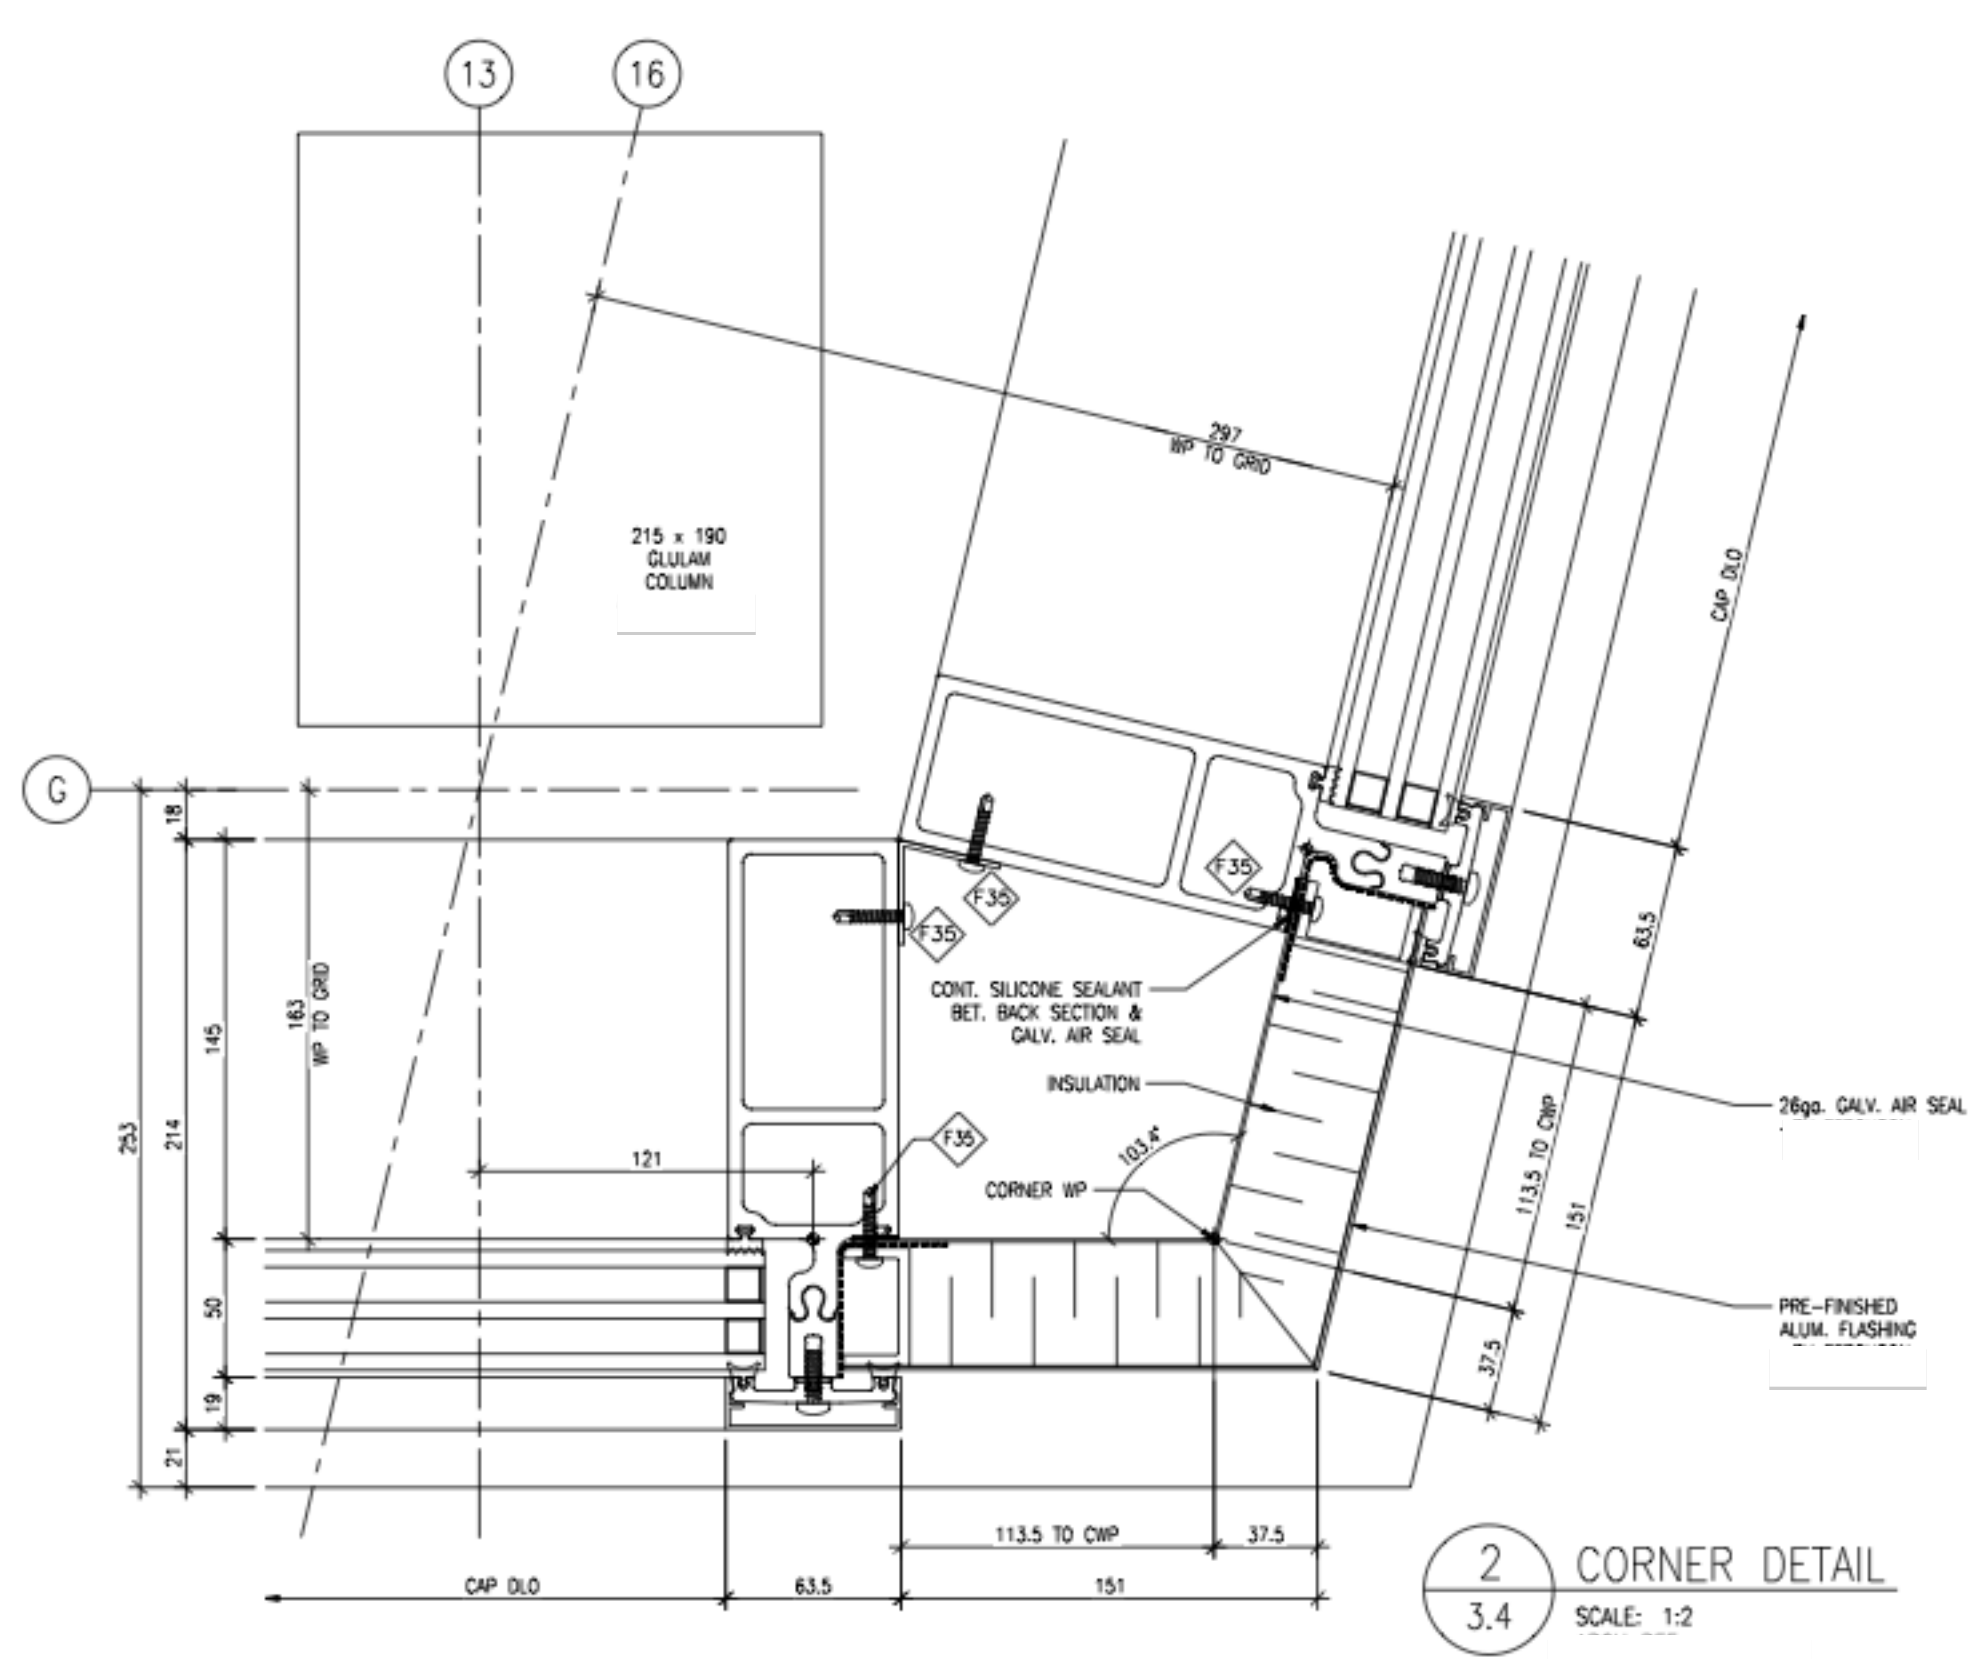 13
16
297
WP TO GRID
215 x 190
GLULAM
COLUMN
CAP DLO
G
18
F35
F35
F35
63.5
CONT. SILICONE SEALANT
BET. BACK SECTION &
GALV. AIR SEAL
163
WP TO GRID
145
INSULATION
26ga. GALV. AIR SEAL
253
214
F35
103.4°
113.5 TO CWP
121
CORNER WP
151
50
PRE-FINISHED
ALUM. FLASHING
37.5
19
21
113.5 TO CWP
37.5
CAP DLO
63.5
151
2
CORNER DETAIL
3.4
SCALE: 1:2